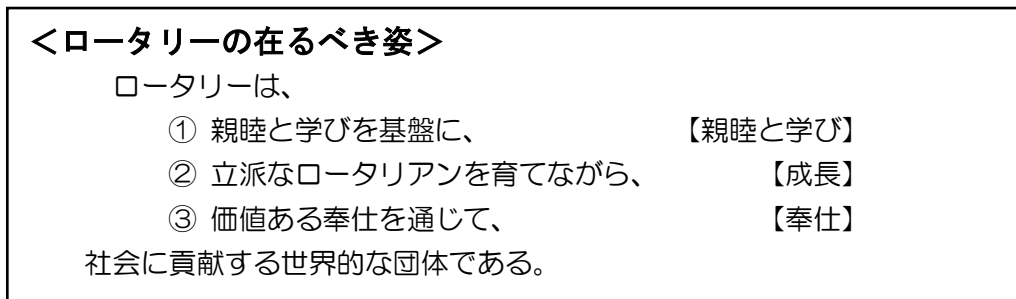 ＜ロータリーの在るべき姿＞
ロータリーは、
① 親睦と学びを基盤に、 【親睦と学び】
② 立派なロータリアンを育てながら、 【成長】
③ 価値ある奉仕を通じて、 【奉仕】
社会に貢献する世界的な団体である。